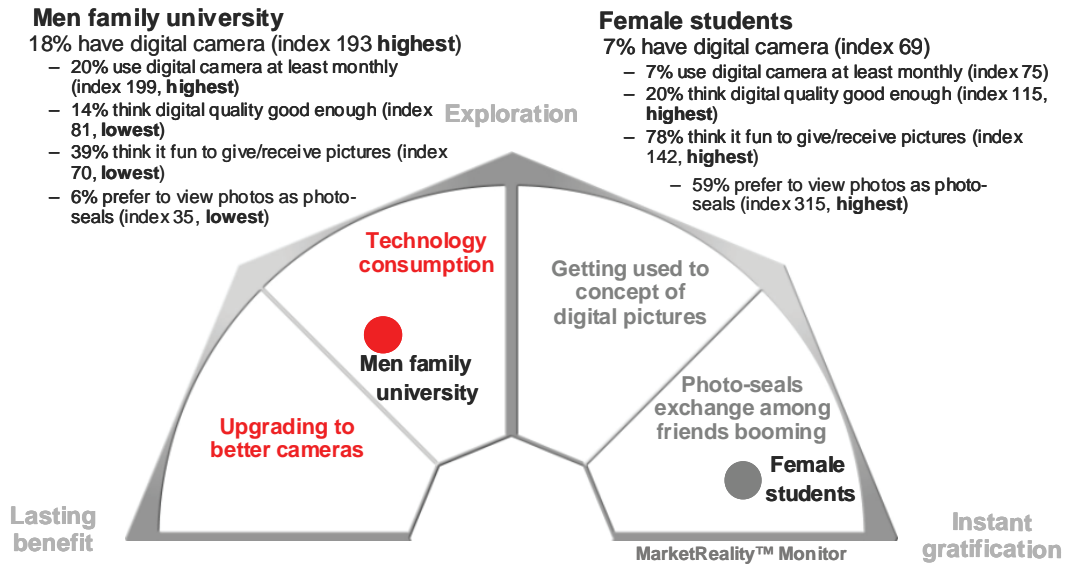 Men family university
18% have digital camera (index 193 highest)
– 20% use digital camera at least monthly
(index 199, highest)
– 14% think digital quality good enough (index
81, lowest)
– 39% think it fun to give/receive pictures (index
70, lowest)
– 6% prefer to view photos as photo-
seals (index 35, lowest)
Female students
7% have digital camera (index 69)
– 7% use digital camera at least monthly (index 75)
– 20% think digital quality good enough (index 115,
highest)
– 78% think it fun to give/receive pictures (index
142, highest)
– 59% prefer to view photos as photo-
seals (index 315, highest)
Exploration
Technology
consumption
Men family
university
Getting used to
concept of
digital pictures
Upgrading to
better cameras
Photo-seals
exchange among
friends booming
Female
students
Lasting
benefit
Instant
gratification
MarketReality™ Monitor